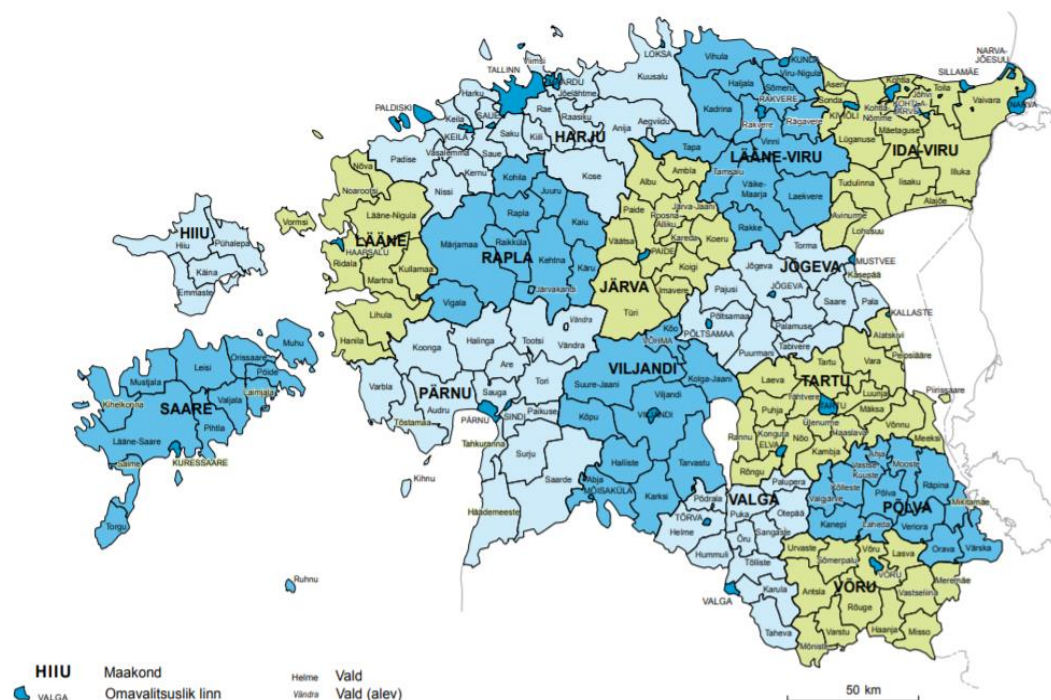 LOKSA
Viimsi
TALLINN
Kuusalu
Vihula
KUNDA
Viru-Nigula
NARVA-
JÕESUU
SILLAMÄE
Harku
Jõelähtme
Haljala
Sõmeru
Aseri
Kohtla
Toila
PALDISKI
Keila
SAUE
Rae
Raasiku
Kadrina
RAKVERE
Sonda
Jõhvi
Vaivara
NARVA
KEILA
Saku
Kiili
HARJU
Anija
Aegviidu
Rakvere
Rägavere
KIVIÕLI
Kohtla-
Nõmme
KOHTLA-
JÄRVE
Padise
Vasalemma
Saue
Vinni
Lüganuse
Mäetaguse
IDA-VIRU
Kernu
Tapa
LÄÄNE-VIRU
Nissi
Kose
Ambla
Tamsalu
Illuka
Nõva
Kohila
Albu
Väike-
Maarja
Laekvere
Tudulinna
Iisaku
Noarootsi
Juuru
Järva-Jaani
Alajõe
Vormsi
Lääne-Nigula
Rapla
Kaiu
Paide
Roosna-
Alliku
Avinurme
HIIU
Hiiu
Pühalepa
LÄÄNE
HAAPSALU
Märjamaa
Raikküla
Väätsa
Kareda
Koeru
Rakke
Lohusuu
Torma
RAPLA
PAIDE
Ridala
Kullamaa
Kehtna
Käru
Koigi
Jõgeva
JÕGEVA
MUSTVEE
Käina
Martna
Kasepää
Emmaste
Vigala
Järvakandi
JÄRVA
Imavere
Pajusi
JÕGEVA
Saare
Pala
Lihula
Türi
Põltsamaa
KALLASTE
Muhu
Hanila
Vändra
Kõo
PÕLTSAMAA
Palamuse
Alatskivi
Koonga
Halinga
Tootsi
Vändra
VÕHMA
Puurmani
Tabivere
Peipsiääre
Orissaare
Leisi
Are
VILJANDI
Tartu
Vara
Mustjala
Pöide
Varbla
Tori
Suure-Jaani
Kolga-Jaani
Laeva
TARTU
Piirissaare
Laimjala
PÄRNU
Sauga
Viljandi
Tähtvere
Luunja
Kihelkonna
SAARE
Valjala
Audru
Paikuse
Puhja
TARTU
Mäksa
Pihtla
Tõstamaa
PÄRNU
SINDI
Kõpu
VILJANDI
Ülenurme
Võnnu
Lääne-Saare
Rannu
Konguta
Nõo
Haaslava
Meeksi
Tahkuranna
ELVA
Kambja
Salme
KURESSAARE
Surju
Halliste
Tarvastu
Rõngu
Ahja
Mooste
Kihnu
Saarde
Palupera
Vastse-
Kuuste
Abja
Räpina
MÕISAKÜLA
Karksi
Põdrala
VALGA
Kõlleste
PÕLVA
Mikitamäe
Torgu
Häädemeeste
Puka
Otepää
Valgjärve
Põlva
TÕRVA
Helme
Sangaste
Kanepi
Laheda
Veriora
Õru
Orava
Värska
Hummuli
Tõlliste
Urvaste
Võru
Lasva
Sõmerpalu
Ruhnu
VÕRU
Meremäe
VALGA
Karula
Antsla
VÕRU
Vastseliina
Rõuge
Taheva
Varstu
Haanja
Misso
Mõniste
HIIU Maakond
Helme Vald
VALGA Omavalitsuslik linn
Vändra Vald (alev)
50 km